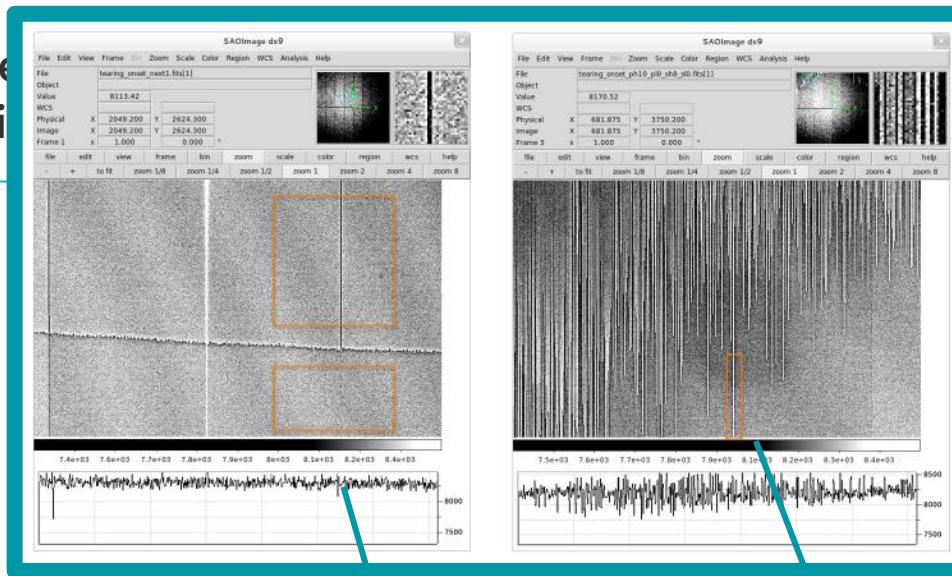 SAOImage ds9
File Edit View Frame Bin Zoom Scale Color Region WCS Analysis Help
File tearing_onset_next1.fits[1]
Object
Value 8113.42
WCS
Physical X 2049.200 Y 2624.300
Image X 2049.200 Y 2624.300
Frame 1 x 1.000 0.000 °
file edit view frame bin zoom scale color region wcs help
- + to fit zoom 1/8 zoom 1/4 zoom 1/2 zoom 1 zoom 2 zoom 4 zoom 8
7.4e+03 7.6e+03 7.7e+03 7.8e+03 7.9e+03 8e+03 8.1e+03 8.2e+03 8.4e+03
8000
7500
SAOImage ds9
File Edit View Frame Bin Zoom Scale Color Region WCS Analysis Help
File tearing_onset_ph10_pl0_sh8_sl0.fits[1]
Object
Value 8170.52
WCS
Physical X 681.875 Y 3750.200
Image X 681.875 Y 3750.200
Frame 3 x 1.000 0.000 °
file edit view frame bin zoom scale color region wcs help
- + to fit zoom 1/8 zoom 1/4 zoom 1/2 zoom 1 zoom 2 zoom 4 zoom 8
7.5e+03 7.6e+03 7.7e+03 7.8e+03 7.9e+03 8.1e+03 8.2e+03 8.3e+03 8.4e+03
8500
8000
7500